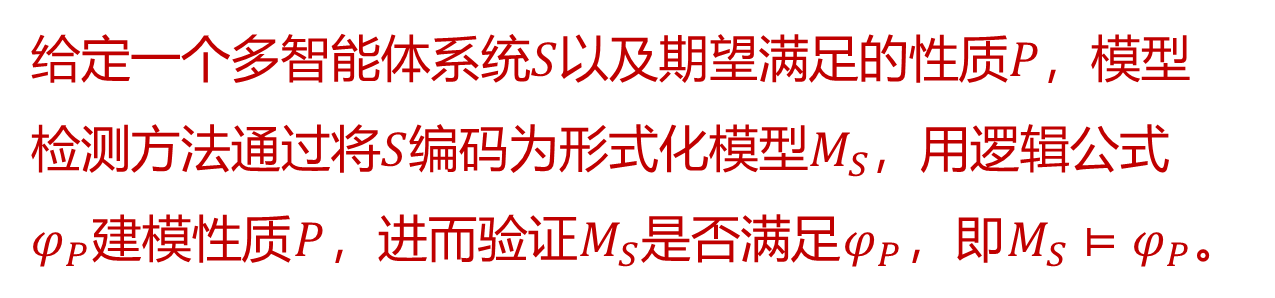 给定一个多智能体系统S以及期望满足的性质P，模型
检测方法通过将S编码为形式化模型M_S，用逻辑公式
φ_P建模性质P，进而验证M_S是否满足φ_P，即M_S ⊨ φ_P。